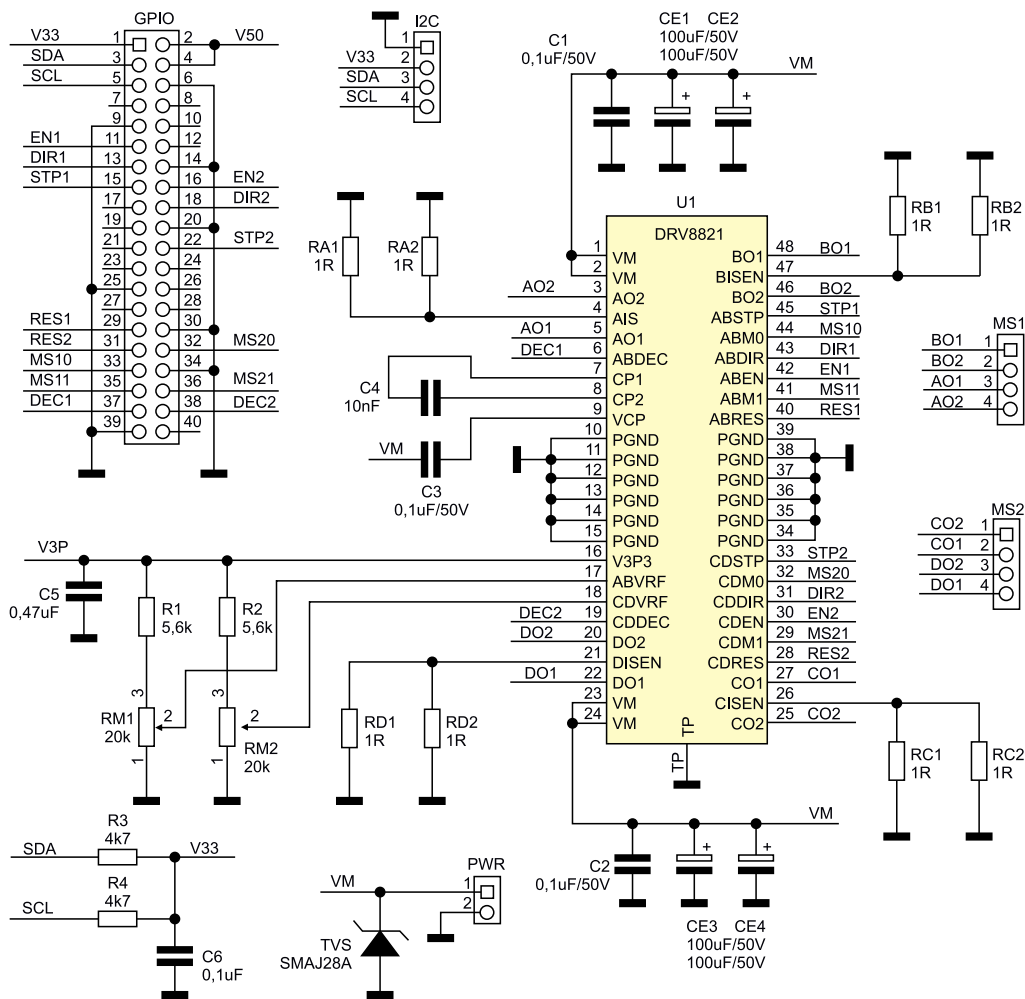 GPIO
V33 1 2 V50
SDA 3 4
SCL 5 6
7 8
9 10
EN1 11 12
DIR1 13 14
STP1 15 16 EN2
17 18 DIR2
19 20
21 22 STP2
23 24
25 26
27 28
RES1 29 30
RES2 31 32 MS20
MS10 33 34
MS11 35 36 MS21
DEC1 37 38 DEC2
39 40
I2C
1
V33 2
SDA 3
SCL 4
C1
0,1uF/50V
CE1 CE2
100uF/50V
100uF/50V
VM
+ +
RA1
1R
RA2
1R
RB1
1R
RB2
1R
U1
DRV8821
1 VM BO1 48 BO1
2 VM BISEN 47
AO2 3 AO2 BO2 46 BO2
4 AIS ABSTP 45 STP1
AO1 5 AO1 ABM0 44 MS10
DEC1 6 ABDEC ABDIR 43 DIR1
7 CP1 ABEN 42 EN1
8 CP2 ABM1 41 MS11
9 VCP ABRES 40 RES1
10 PGND PGND 39
11 PGND PGND 38
12 PGND PGND 37
13 PGND PGND 36
14 PGND PGND 35
15 PGND PGND 34
16 V3P3 CDSTP 33 STP2
17 ABVRF CDM0 32 MS20
18 CDVRF CDDIR 31 DIR2
DEC2 19 CDDEC CDEN 30 EN2
DO2 20 DO2 CDM1 29 MS21
21 DISEN CDRES 28 RES2
DO1 22 DO1 CO1 27 CO1
23 VM CISEN 26
24 VM CO2 25 CO2
TP
TP
C4
10nF
VM
C3
0,1uF/50V
MS1
BO1 1
BO2 2
AO1 3
AO2 4
MS2
CO2 1
CO1 2
DO2 3
DO1 4
V3P
C5
0,47uF
R1
5,6k
R2
5,6k
3
RM1
20k
2
1
3
2
RM2
20k
1
RD1
1R
RD2
1R
RC1
1R
RC2
1R
VM
C2
0,1uF/50V
+ +
CE3 CE4
100uF/50V
100uF/50V
R3
4k7
SDA V33
R4
4k7
SCL
C6
0,1uF
PWR
VM 1
2
TVS
SMAJ28A